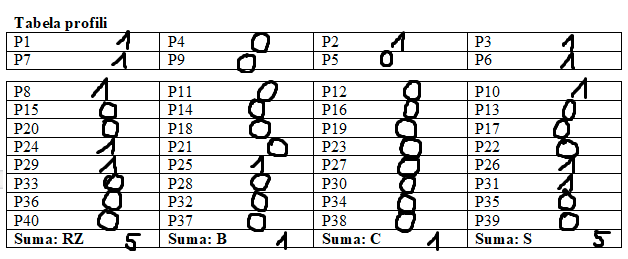 Tabela profili
P1 1 P4 0 P2 1 P3 1
P7 1 P9 0 P5 0 P6 1
P8 1 P11 0 P12 0 P10 1
P15 0 P14 0 P16 0 P13 0
P20 0 P18 0 P19 0 P17 0
P24 1 P21 0 P23 0 P22 0
P29 1 P25 1 P27 0 P26 1
P33 0 P28 0 P30 0 P31 1
P36 0 P32 0 P34 0 P35 0
P40 0 P37 0 P38 0 P39 0
Suma: RZ 5 Suma: B 1 Suma: C 1 Suma: S 5